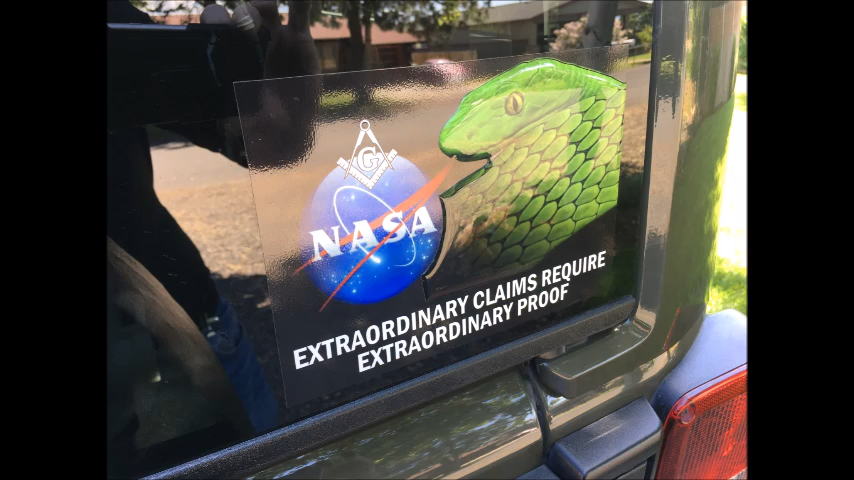 G
NASA
EXTRAORDINARY CLAIMS REQUIRE
EXTRAORDINARY PROOF